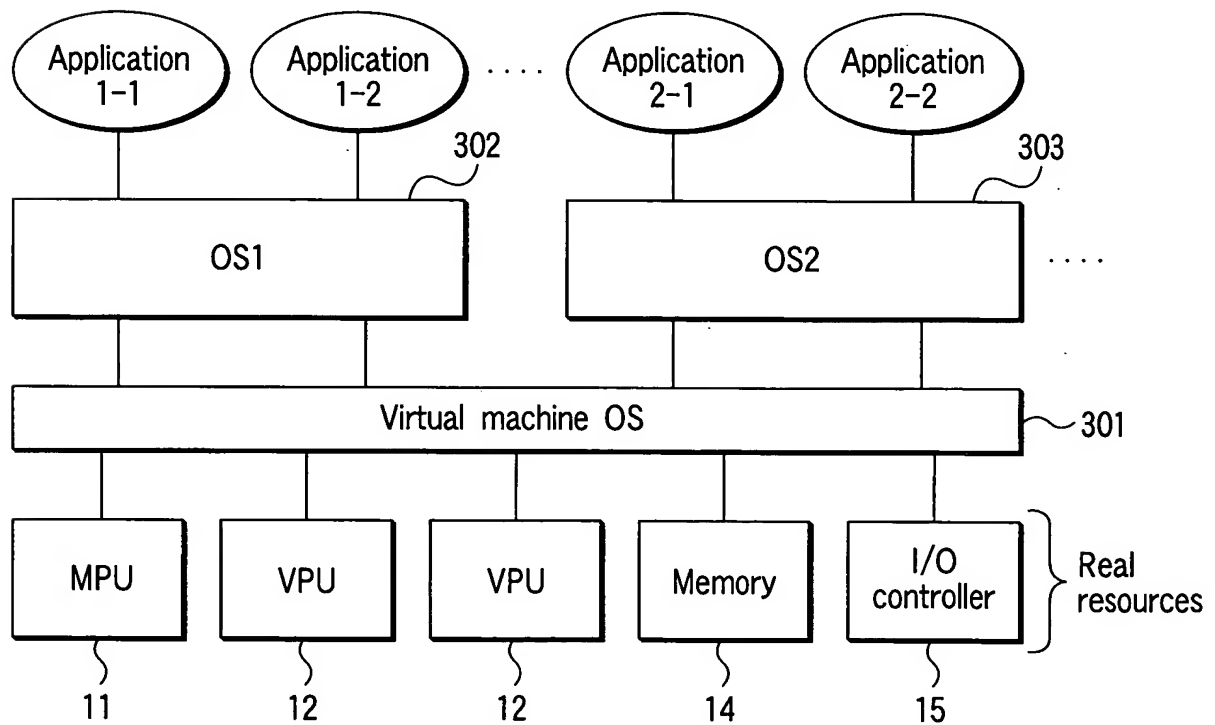 Application
1-1
Application
1-2
....
Application
2-1
Application
2-2
302
303
OS1
OS2
....
Virtual machine OS
301
MPU
VPU
VPU
Memory
I/O
controller
Real
resources
11
12
12
14
15